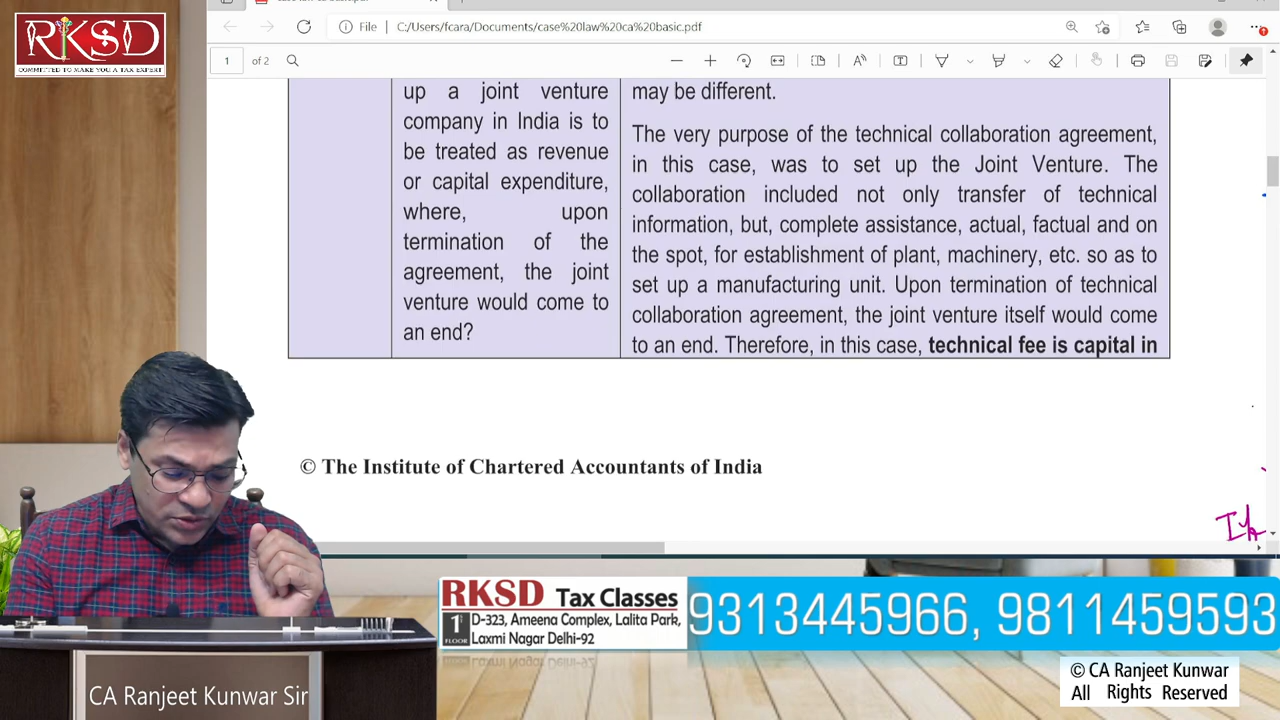 RKSD
COMMITTED TO MAKE YOU A TAX EXPERT
File C:/Users/fcara/Documents/case%20law%20ca%20basic.pdf
1 of 2
up a joint venture
company in India is to
be treated as revenue
or capital expenditure,
where, upon
termination of the
agreement, the joint
venture would come to
an end?
may be different.
The very purpose of the technical collaboration agreement,
in this case, was to set up the Joint Venture. The
collaboration included not only transfer of technical
information, but, complete assistance, actual, factual and on
the spot, for establishment of plant, machinery, etc. so as to
set up a manufacturing unit. Upon termination of technical
collaboration agreement, the joint venture itself would come
to an end. Therefore, in this case, technical fee is capital in
© The Institute of Chartered Accountants of India
RKSD Tax Classes
1st FLOOR
D-323, Ameena Complex, Lalita Park,
Laxmi Nagar Delhi-92
9313445966, 9811459593
CA Ranjeet Kunwar Sir
© CA Ranjeet Kunwar
All Rights Reserved